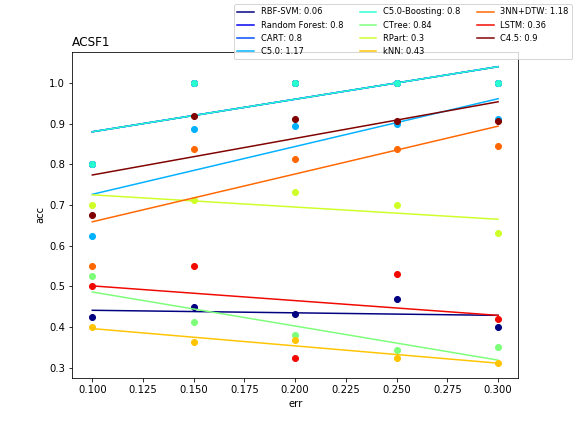 RBF-SVM: 0.06 C5.0-Boosting: 0.8 3NN+DTW: 1.18
Random Forest: 0.8 CTree: 0.84 LSTM: 0.36
CART: 0.8 RPart: 0.3 C4.5: 0.9
C5.0: 1.17 kNN: 0.43
ACSF1
acc
1.0
0.9
0.8
0.7
0.6
0.5
0.4
0.3
0.100 0.125 0.150 0.175 0.200 0.225 0.250 0.275 0.300
err